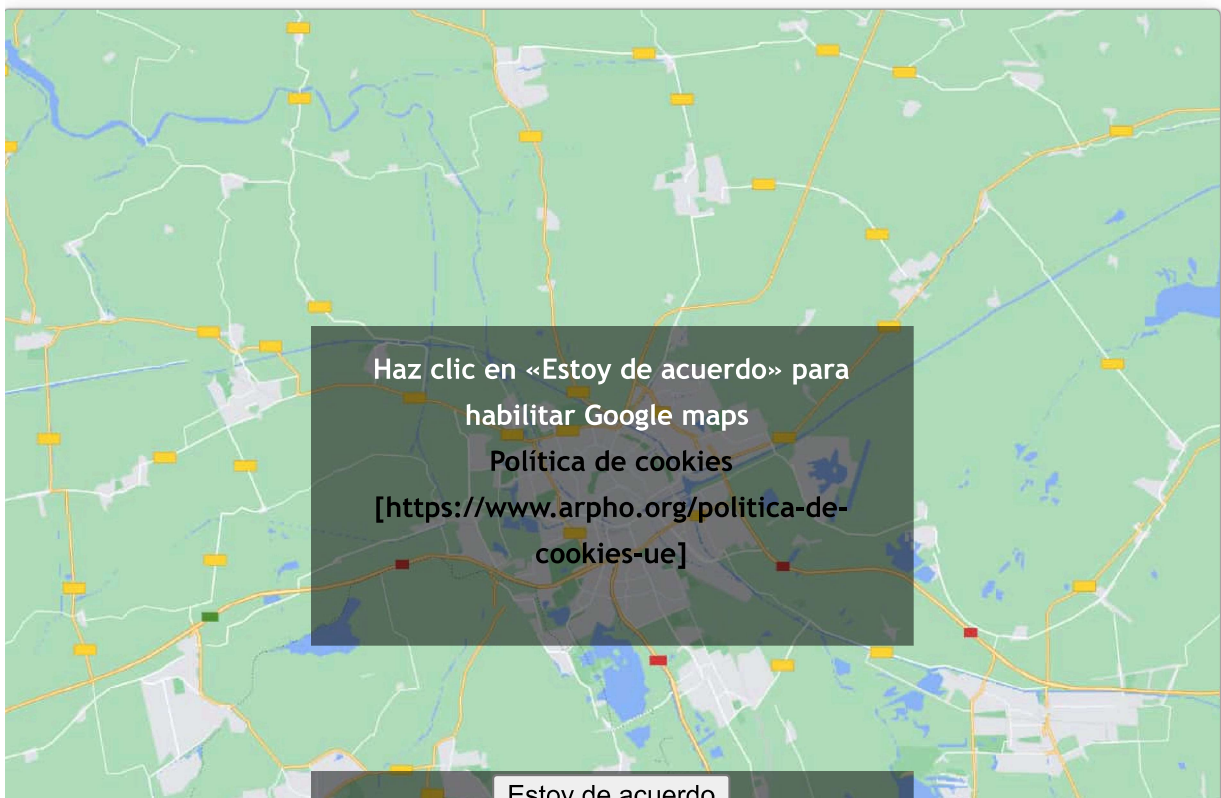 Haz clic en «Estoy de acuerdo» para
habilitar Google maps
Política de cookies
[https://www.arpho.org/politica-de-
cookies-ue]
Estoy de acuerdo